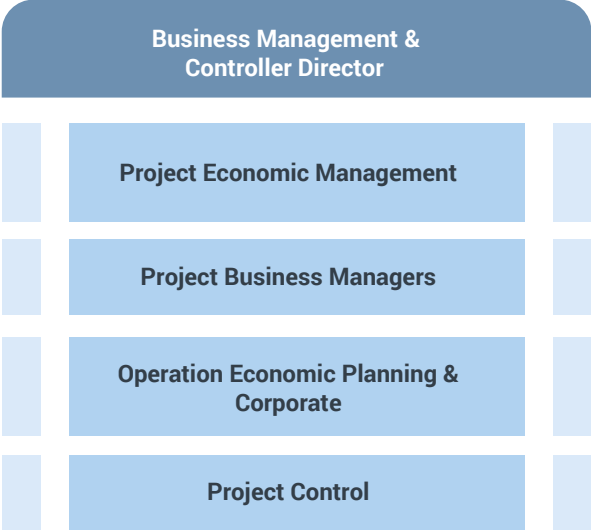 Business Management &
Controller Director
Project Economic Management
Project Business Managers
Operation Economic Planning &
Corporate
Project Control